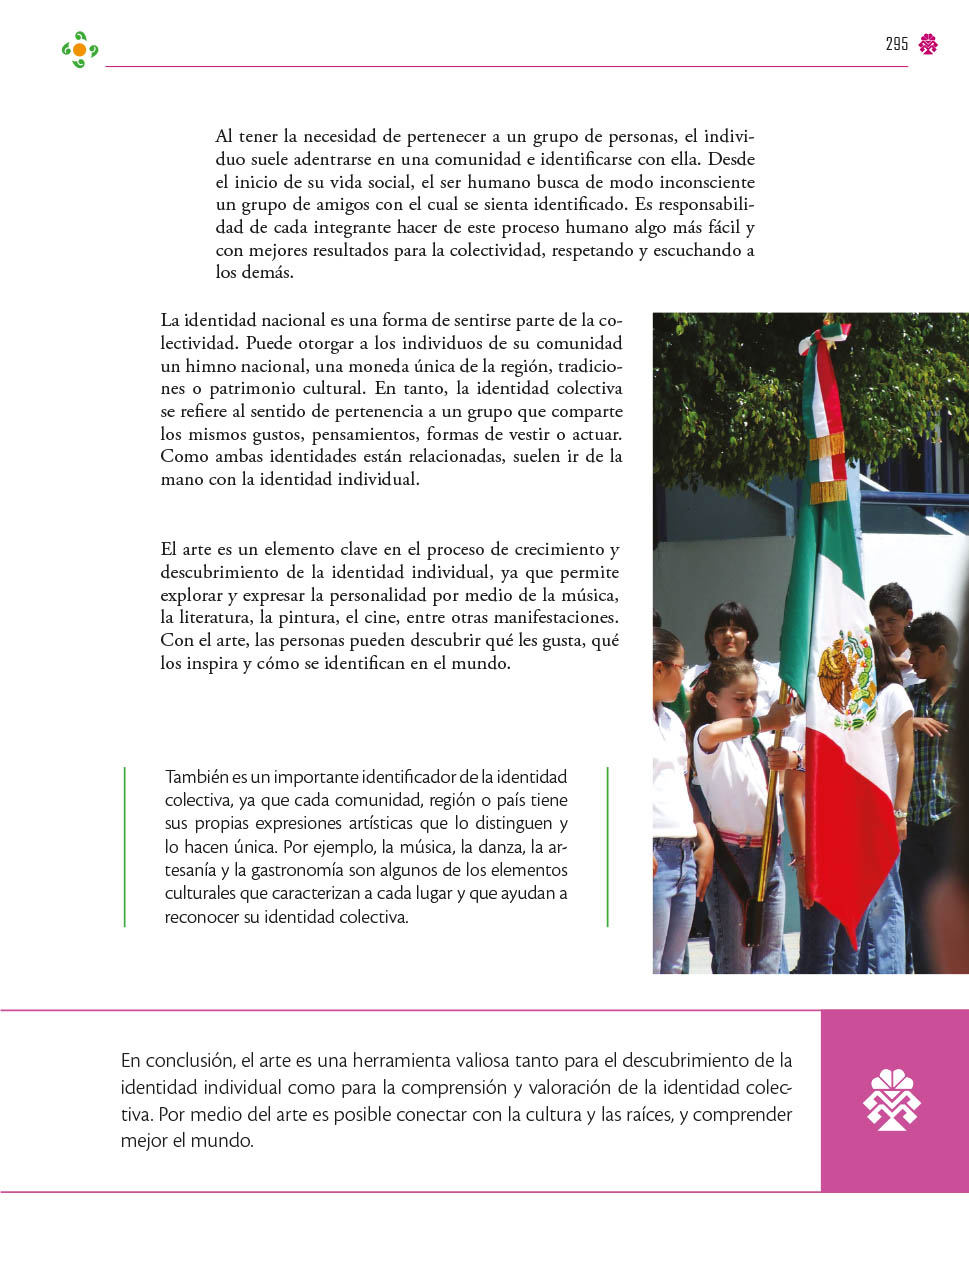 295
Al tener la necesidad de pertenecer a un grupo de personas, el indivi-
duo suele adentrarse en una comunidad e identificarse con ella. Desde
el inicio de su vida social, el ser humano busca de modo inconsciente
un grupo de amigos con el cual se sienta identificado. Es responsabili-
dad de cada integrante hacer de este proceso humano algo más fácil y
con mejores resultados para la colectividad, respetando y escuchando a
los demás.
La identidad nacional es una forma de sentirse parte de la co-
lectividad. Puede otorgar a los individuos de su comunidad
un himno nacional, una moneda única de la región, tradicio-
nes o patrimonio cultural. En tanto, la identidad colectiva
se refiere al sentido de pertenencia a un grupo que comparte
los mismos gustos, pensamientos, formas de vestir o actuar.
Como ambas identidades están relacionadas, suelen ir de la
mano con la identidad individual.
El arte es un elemento clave en el proceso de crecimiento y
descubrimiento de la identidad individual, ya que permite
explorar y expresar la personalidad por medio de la música,
la literatura, la pintura, el cine, entre otras manifestaciones.
Con el arte, las personas pueden descubrir qué les gusta, qué
los inspira y cómo se identifican en el mundo.
También es un importante identificador de la identidad
colectiva, ya que cada comunidad, región o país tiene
sus propias expresiones artísticas que lo distinguen y
lo hacen única. Por ejemplo, la música, la danza, la ar-
tesanía y la gastronomía son algunos de los elementos
culturales que caracterizan a cada lugar y que ayudan a
reconocer su identidad colectiva.
En conclusión, el arte es una herramienta valiosa tanto para el descubrimiento de la
identidad individual como para la comprensión y valoración de la identidad colec-
tiva. Por medio del arte es posible conectar con la cultura y las raíces, y comprender
mejor el mundo.